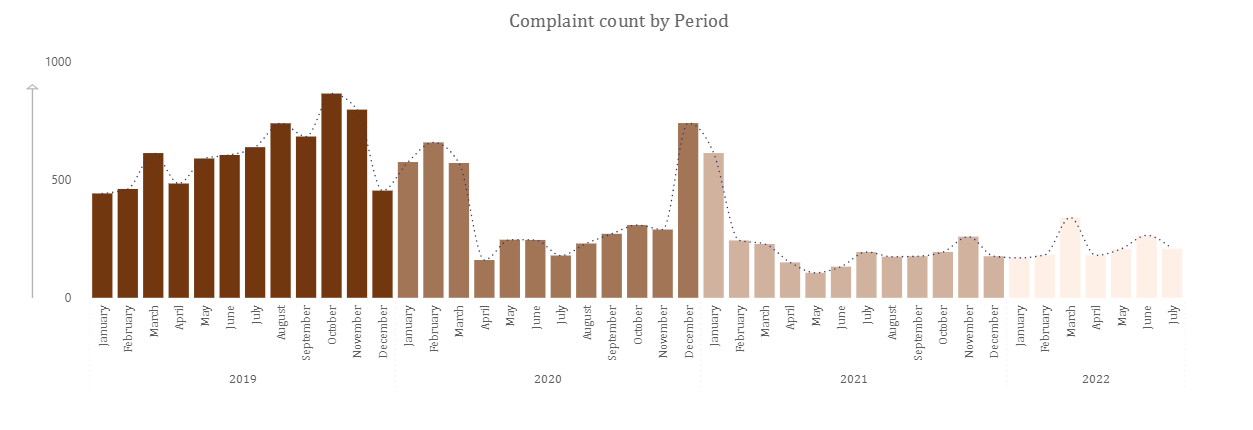 Complaint count by Period
1000
500
0
January
February
March
April
May
June
July
August
September
October
November
December
January
February
March
April
May
June
July
August
September
October
November
December
January
February
March
April
May
June
July
August
September
October
November
December
January
February
March
April
May
June
July
2019
2020
2021
2022